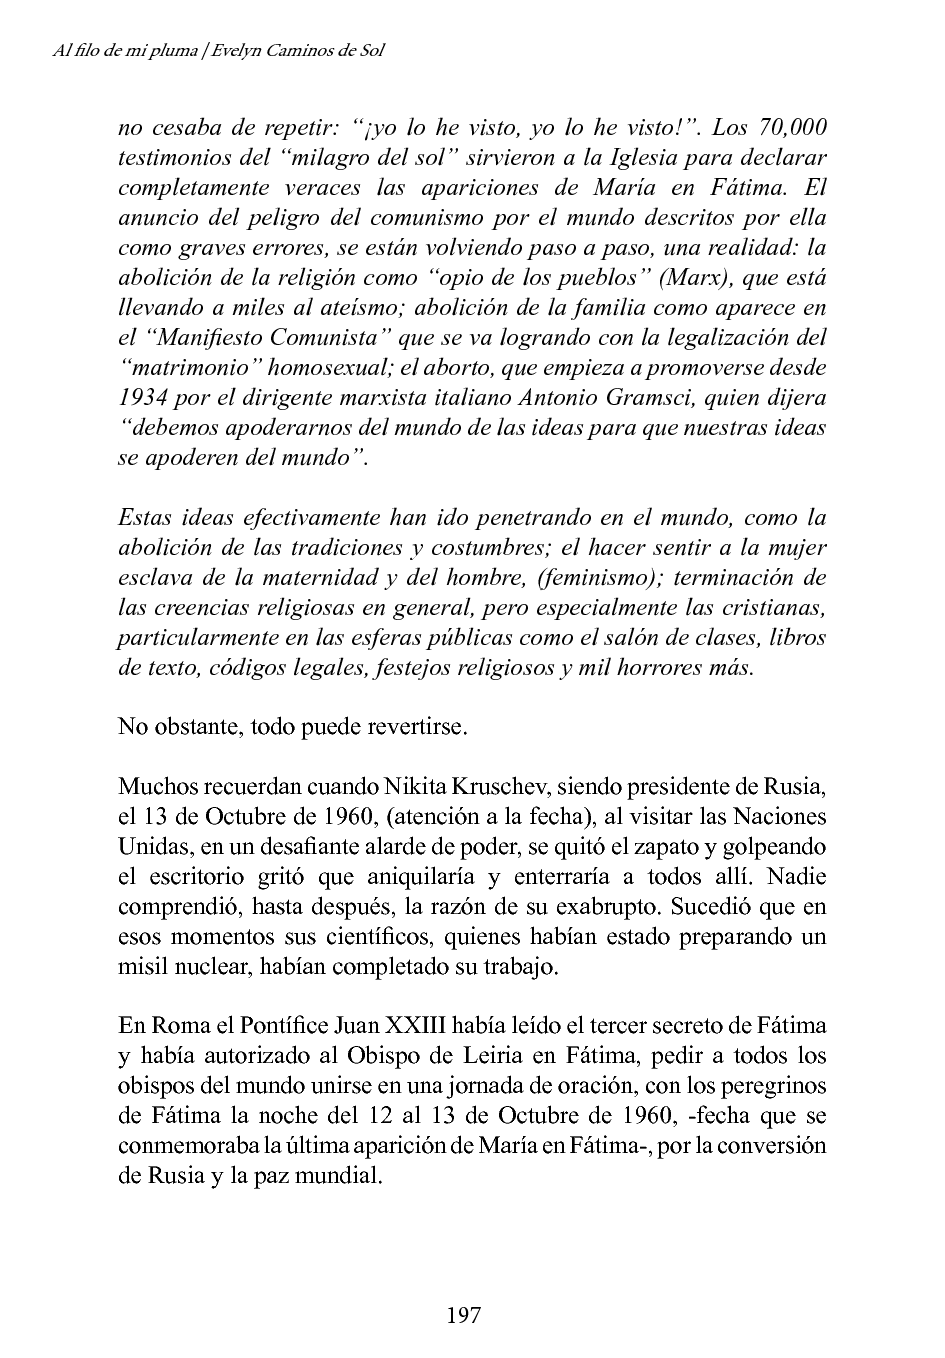 Al filo de mi pluma | Evelyn Caminos de Sol
no cesaba de repetir: “¡yo lo he visto, yo lo he visto!”. Los 70,000
testimonios del “milagro del sol” sirvieron a la Iglesia para declarar
completamente veraces las apariciones de María en Fátima. El
anuncio del peligro del comunismo por el mundo descritos por ella
como graves errores, se están volviendo paso a paso, una realidad: la
abolición de la religión como “opio de los pueblos” (Marx), que está
llevando a miles al ateísmo; abolición de la familia como aparece en
el “Manifiesto Comunista” que se va logrando con la legalización del
“matrimonio” homosexual; el aborto, que empieza a promoverse desde
1934 por el dirigente marxista italiano Antonio Gramsci, quien dijera
“debemos apoderarnos del mundo de las ideas para que nuestras ideas
se apoderen del mundo”.
Estas ideas efectivamente han ido penetrando en el mundo, como la
abolición de las tradiciones y costumbres; el hacer sentir a la mujer
esclava de la maternidad y del hombre, (feminismo); terminación de
las creencias religiosas en general, pero especialmente las cristianas,
particularmente en las esferas públicas como el salón de clases, libros
de texto, códigos legales, festejos religiosos y mil horrores más.
No obstante, todo puede revertirse.
Muchos recuerdan cuando Nikita Kruschev, siendo presidente de Rusia,
el 13 de Octubre de 1960, (atención a la fecha), al visitar las Naciones
Unidas, en un desafiante alarde de poder, se quitó el zapato y golpeando
el escritorio gritó que aniquilaría y enterraría a todos allí. Nadie
comprendió, hasta después, la razón de su exabrupto. Sucedió que en
esos momentos sus científicos, quienes habían estado preparando un
misil nuclear, habían completado su trabajo.
En Roma el Pontífice Juan XXIII había leído el tercer secreto de Fátima
y había autorizado al Obispo de Leiria en Fátima, pedir a todos los
obispos del mundo unirse en una jornada de oración, con los peregrinos
de Fátima la noche del 12 al 13 de Octubre de 1960, -fecha que se
conmemoraba la última aparición de María en Fátima-, por la conversión
de Rusia y la paz mundial.
197